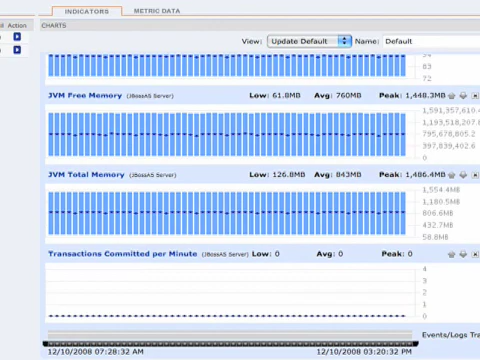 INDICATORS METRIC DATA
Action CHARTS
View: Update Default Name: Default
83
72
JVM Free Memory (JBossAS Server) Low: 61.8MB Avg: 760MB Peak: 1,448.3MB
1,591,357,610.4
1,193,518,207.8
795,678,805.2
397,839,402.6
0
JVM Total Memory (JBossAS Server) Low: 126.8MB Avg: 843MB Peak: 1,486.4MB
1,554.4MB
1,180.5MB
806.6MB
432.7MB
58.8MB
Transactions Committed per Minute (JBossAS Server) Low: 0 Avg: 0 Peak: 0
4
3
2
1
0
Events/Logs Tra
12/10/2008 07:28:32 AM 12/10/2008 03:20:32 PM